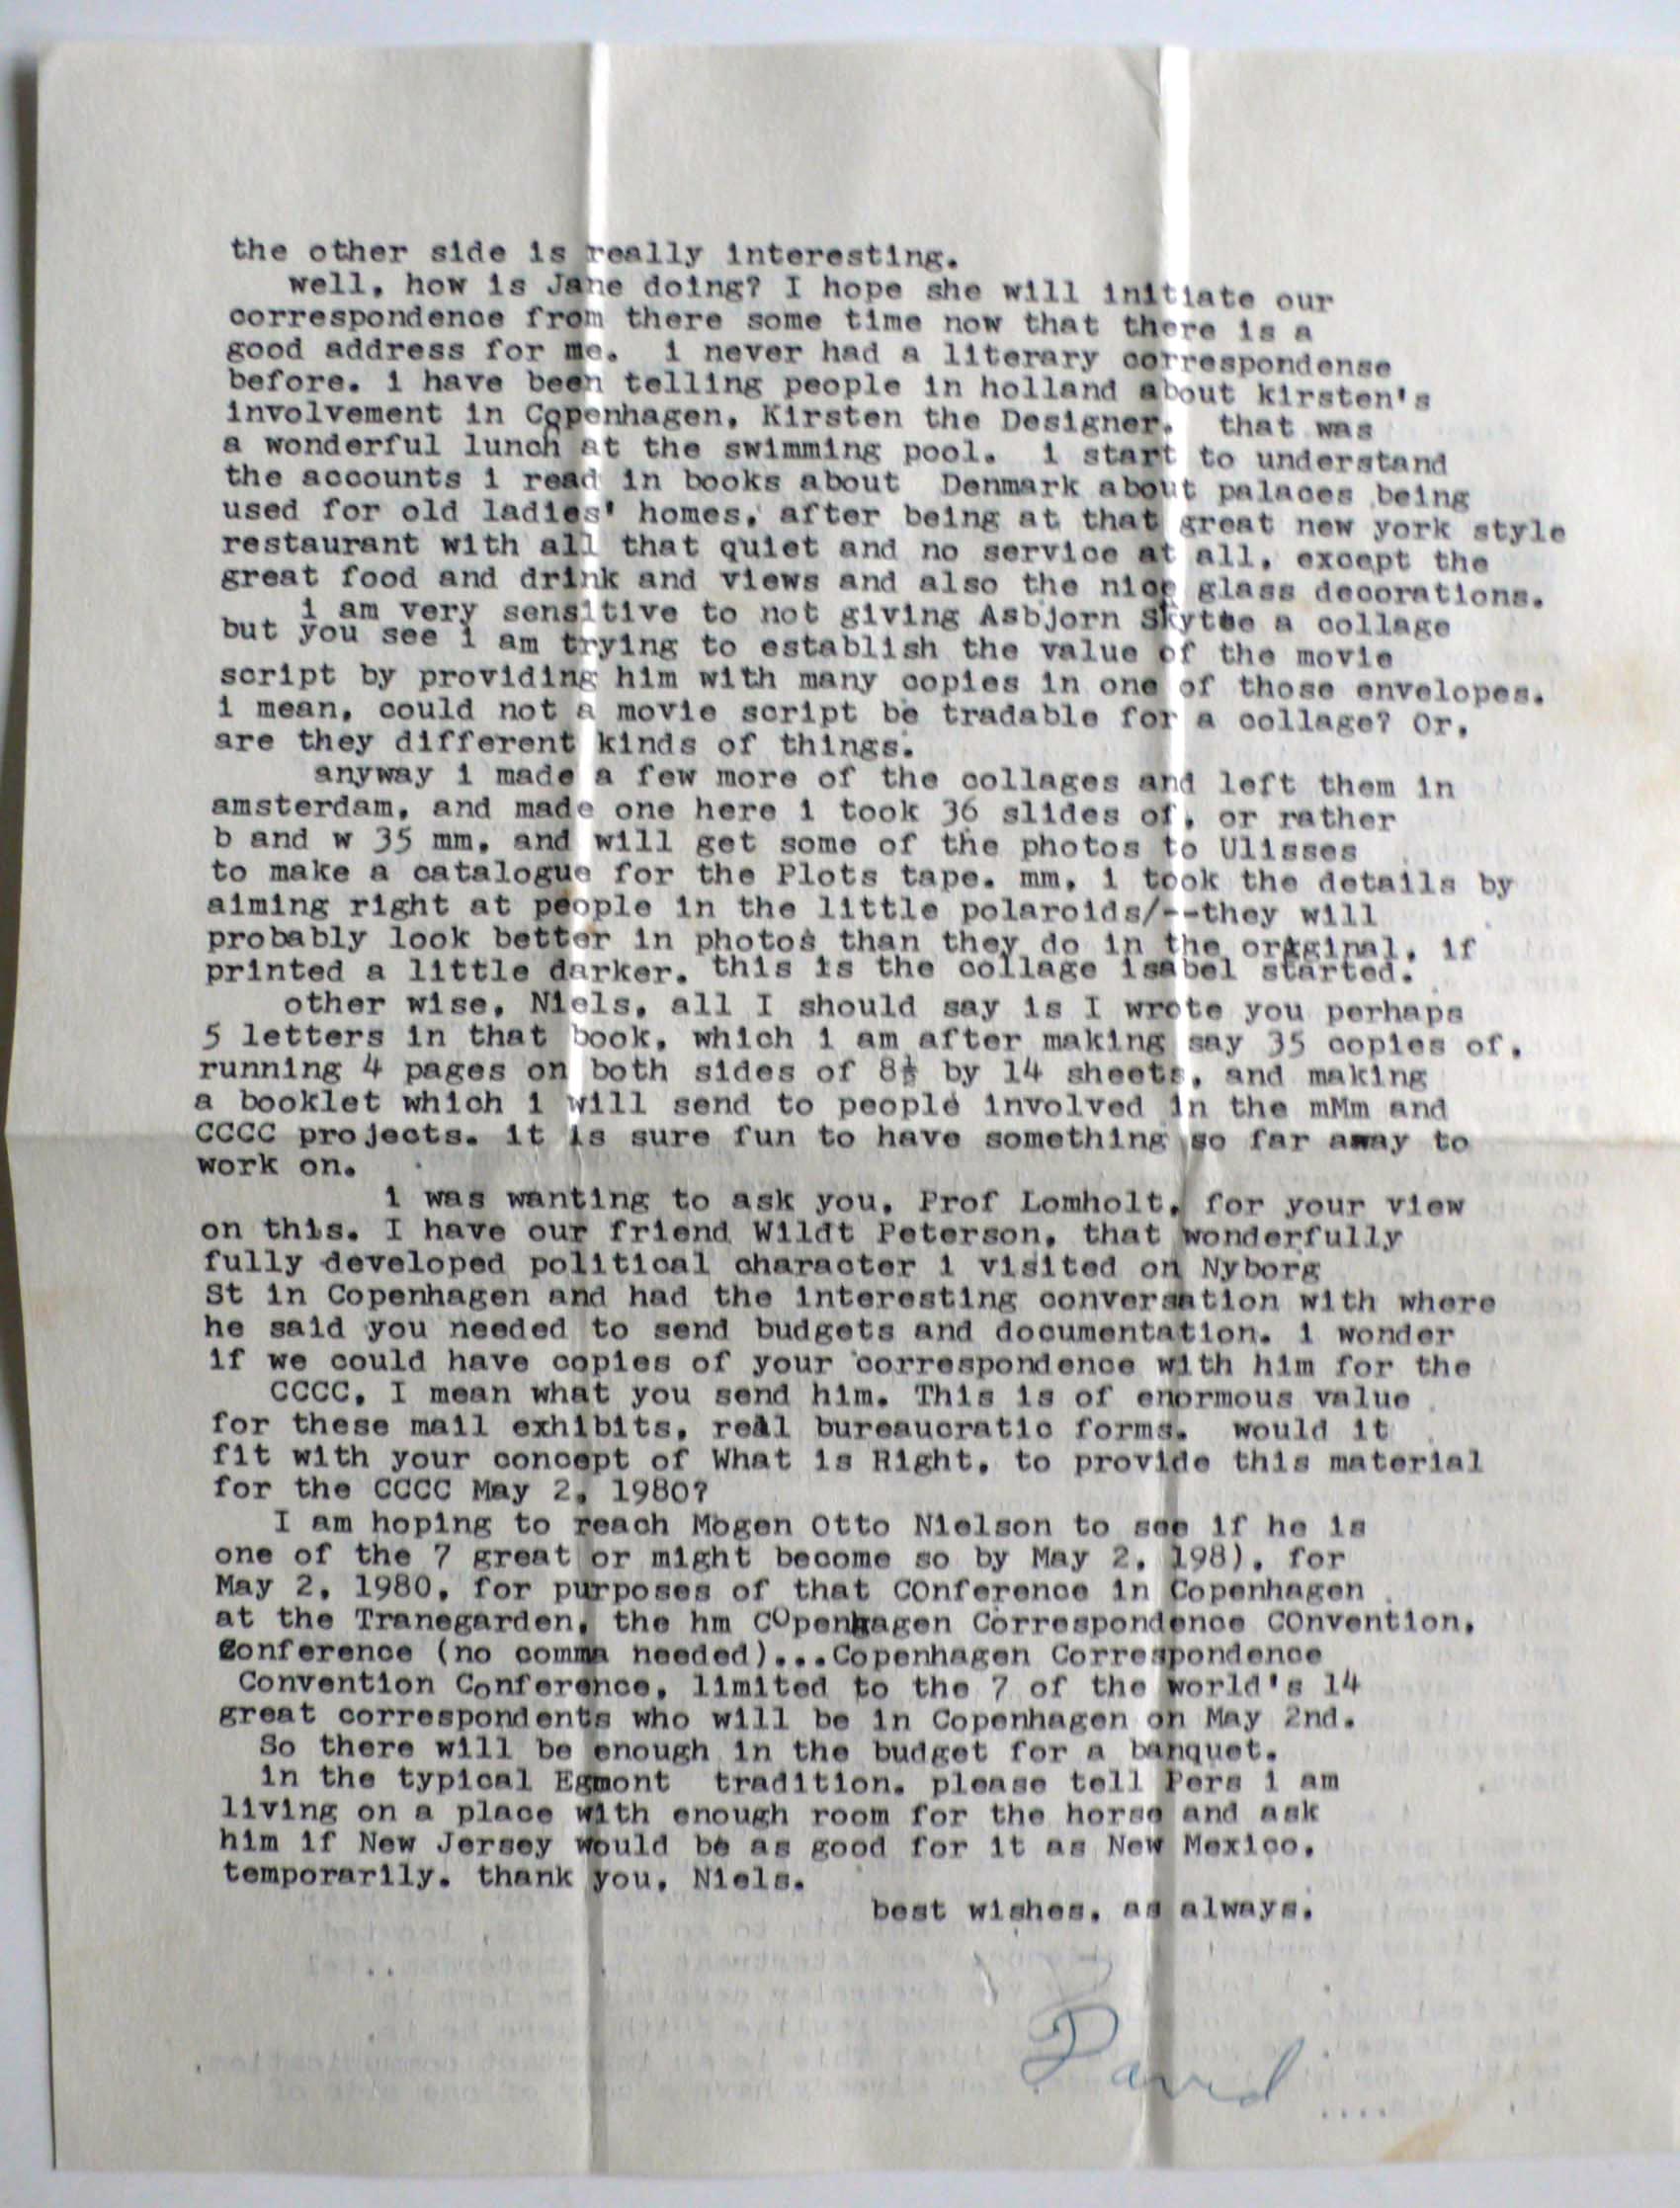 the other side is really interesting.
well, how is Jane doing? I hope she will initiate our
correspondence from there some time now that there is a
good address for me.  i never had a literary correspondense
before. i have been telling people in holland about kirsten's
involvement in Copenhagen, Kirsten the Designer.  that was
a wonderful lunch at the swimming pool.  i start to understand
the accounts i read in books about  Denmark about palaces being
used for old ladies' homes, after being at that great new york style
restaurant with all that quiet and no service at all, except the
great food and drink and views and also the nice glass decorations.
i am very sensitive to not giving Asbjorn Skytte a collage
but you see i am trying to establish the value of the movie
script by providing him with many copies in one of those envelopes.
i mean, could not a movie script be tradable for a collage? Or,
are they different kinds of things.
anyway i made a few more of the collages and left them in
amsterdam, and made one here i took 36 slides of, or rather
b and w 35 mm, and will get some of the photos to Ulisses
to make a catalogue for the Plots tape. mm, i took the details by
aiming right at people in the little polaroids/--they will
probably look better in photos than they do in the original, if
printed a little darker. this is the collage isabel started.
other wise, Niels, all I should say is I wrote you perhaps
5 letters in that book, which i am after making say 35 copies of,
running 4 pages on both sides of 8½ by 14 sheets, and making
a booklet which i will send to people involved in the mMm and
CCCC projects. it is sure fun to have something so far away to
work on.
i was wanting to ask you, Prof Lomholt, for your view
on this. I have our friend Wildt Peterson, that wonderfully
fully developed political character i visited on Nyborg
St in Copenhagen and had the interesting conversation with where
he said you needed to send budgets and documentation. i wonder
if we could have copies of your correspondence with him for the
CCCC, I mean what you send him. This is of enormous value
for these mail exhibits, real bureaucratic forms.  would it
fit with your concept of What is Right, to provide this material
for the CCCC May 2, 1980?
I am hoping to reach Mogen Otto Nielson to see if he is
one of the 7 great or might become so by May 2, 198), for
May 2, 1980, for purposes of that COnference in Copenhagen
at the Tranegarden, the hm COpenhagen Correspondence COnvention,
Conference (no comma needed)...Copenhagen Correspondence
Convention Conference, limited to the 7 of the world's 14
great correspondents who will be in Copenhagen on May 2nd.
So there will be enough in the budget for a banquet.
in the typical Egmont  tradition. please tell Pers i am
living on a place with enough room for the horse and ask
him if New Jersey would be as good for it as New Mexico,
temporarily. thank you, Niels.
best wishes, as always,
David